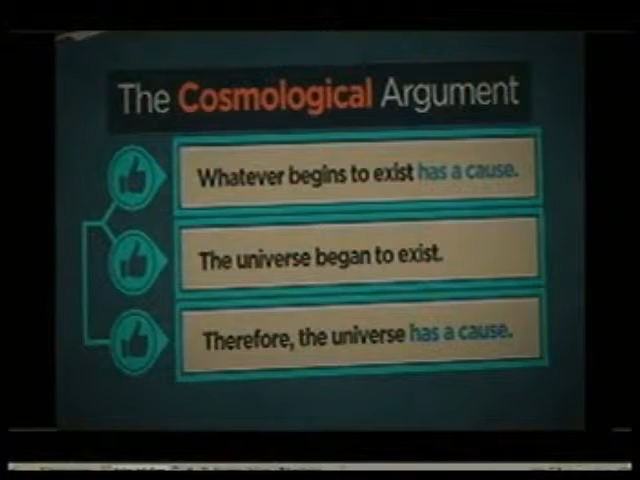 The Cosmological Argument
Whatever begins to exist has a cause.
The universe began to exist.
Therefore, the universe has a cause.